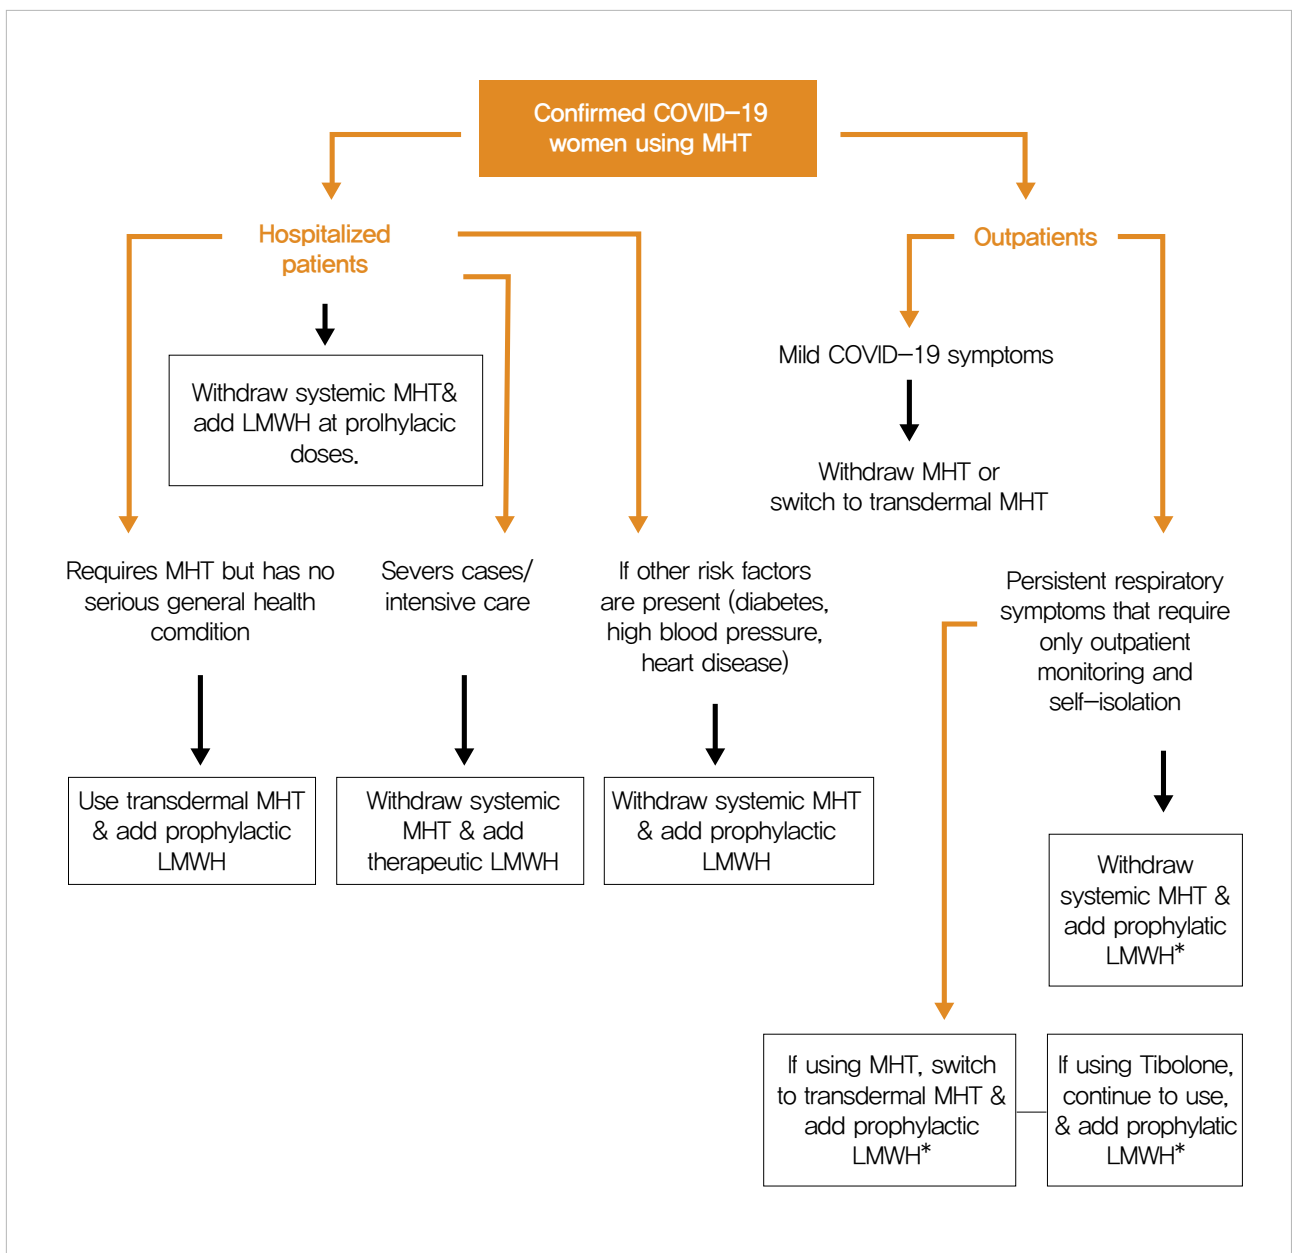 Confirmed COVID-19
women using MHT
Hospitalized
patients
Outpatients
Withdraw systemic MHT&
add LMWH at prolhylacic
doses.
Mild COVID-19 symptoms
Withdraw MHT or
switch to transdermal MHT
Requires MHT but has no
serious general health
comdition
Severs cases/
intensive care
If other risk factors
are present (diabetes,
high blood pressure,
heart disease)
Persistent respiratory
symptoms that require
only outpatient
monitoring and
self-isolation
Use transdermal MHT
& add prophylactic
LMWH
Withdraw systemic
MHT & add
therapeutic LMWH
Withdraw systemic MHT
& add prophylactic
LMWH
Withdraw
systemic MHT &
add prophylatic
LMWH*
If using MHT, switch
to transdermal MHT &
add prophylactic
LMWH*
If using Tibolone,
continue to use,
& add prophylatic
LMWH*